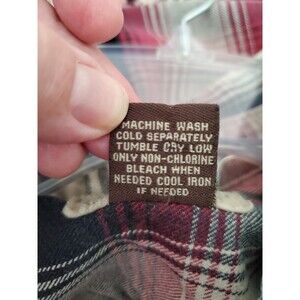 MACHINE WASH
COLD SEPARATELY
TUMBLE DRY LOW
ONLY NON-CHLORINE
BLEACH WHEN
NEEDED COOL IRON
IF NEEDED